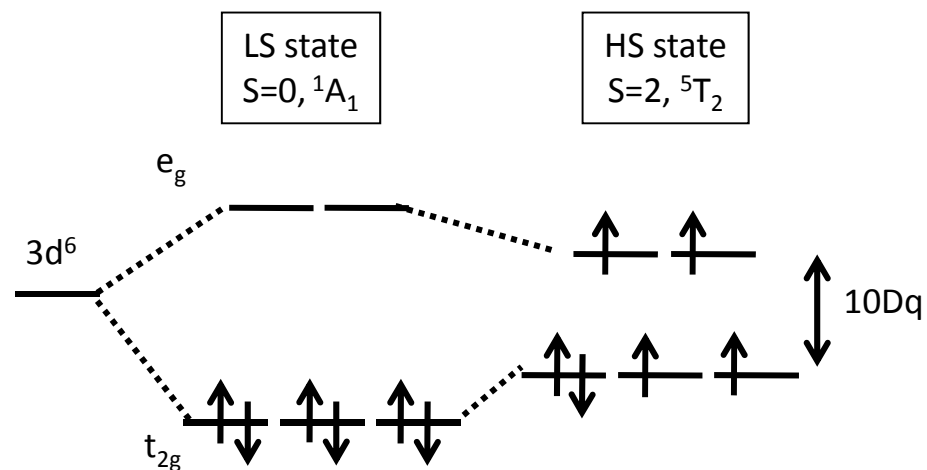 LS state
S=0, ¹A₁
HS state
S=2, ⁵T₂
e_g
3d⁶
10Dq
t_2g